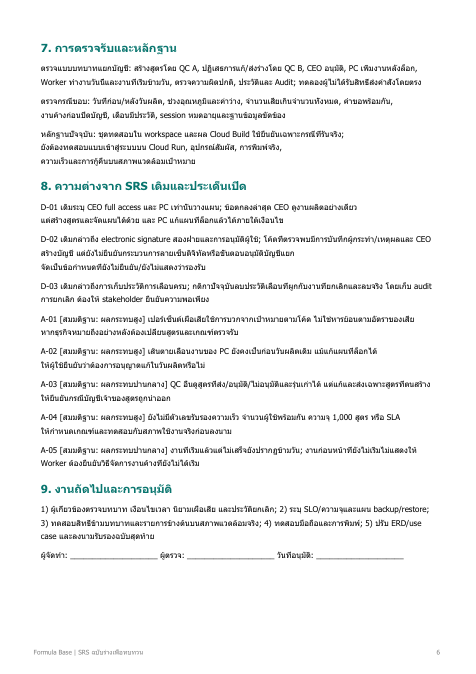 7. การตรวจรับและหลักฐาน
ตรวจแบบบทบาทแยกบัญชี: สร้างสูตรโดย QC A, ปฏิเสธการแก้/ส่งร่างโดย QC B, CEO อนุมัติ, PC เพิ่มงานหลังล็อก,
Worker ทำงานวันนี้และงานที่เริ่มข้ามวัน, ตรวจความผิดปกติ, ประวัติและ Audit; ทดลองผู้ไม่ได้รับสิทธิส่งคำสั่งโดยตรง
ตรวจกรณีขอบ: วันที่ก่อน/หลังวันผลิต, ช่วงอุณหภูมิและค่าว่าง, จำนวนเสียเกินจำนวนทั้งหมด, คำขอพร้อมกัน,
งานค้างก่อนปิดบัญชี, เตือนมีประวัติ, session หมดอายุและฐานข้อมูลขัดข้อง
หลักฐานปัจจุบัน: ชุดทดสอบใน workspace และผล Cloud Build ใช้ยืนยันเฉพาะกรณีที่รันจริง;
ยังต้องทดสอบแบบเข้าสู่ระบบบน Cloud Run, อุปกรณ์สัมผัส, การพิมพ์จริง,
ความเร็วและการกู้คืนบนสภาพแวดล้อมเป้าหมาย
8. ความต่างจาก SRS เดิมและประเด็นเปิด
D-01 เดิมระบุ CEO full access และ PC เท่านั้นวางแผน; ข้อตกลงล่าสุด CEO ดูงานผลิตอย่างเดียว
แต่สร้างสูตรและจัดแผนได้ด้วย และ PC แก้แผนที่ล็อกแล้วได้ภายใต้เงื่อนไข
D-02 เดิมกล่าวถึง electronic signature สองฝ่ายและการอนุมัติผู้ใช้; โค้ดที่ตรวจพบมีการบันทึกผู้กระทำ/เหตุผลและ CEO
สร้างบัญชี แต่ยังไม่ยืนยันกระบวนการลายเซ็นดิจิทัลหรือขั้นตอนอนุมัติบัญชีแยก
จัดเป็นข้อกำหนดที่ยังไม่ยืนยัน/ยังไม่แสดงว่ารองรับ
D-03 เดิมกล่าวถึงการเก็บประวัติการเลือกครบ; กติกาปัจจุบันลบประวัติเลือกที่ผูกกับงานที่ยกเลิกและลบจริง โดยเก็บ audit
การยกเลิก ต้องให้ stakeholder ยืนยันความพอเพียง
A-01 [สมมติฐาน: ผลกระทบสูง] เปอร์เซ็นต์เผื่อเสียใช้การบวกจากเป้าหมายตามโค้ด ไม่ใช่หารย้อนตามอัตราของเสีย
หากธุรกิจหมายถึงอย่างหลังต้องเปลี่ยนสูตรและเกณฑ์ตรวจรับ
A-02 [สมมติฐาน: ผลกระทบสูง] เส้นตายเลือนงานของ PC ยังคงเป็นก่อนวันผลิตเดิม แม้แก้แผนที่ล็อกได้
ให้ผู้ใช้ยืนยันว่าต้องการอนุญาตแก้ในวันผลิตหรือไม่
A-03 [สมมติฐาน: ผลกระทบปานกลาง] QC อื่นดูสูตรที่ส่ง/อนุมัติ/ไม่อนุมัติและรุ่นเก่าได้ แต่แก้และส่งเฉพาะสูตรที่ตนสร้าง
ให้ยืนยันกรณีบัญชีเจ้าของสูตรถูกนำออก
A-04 [สมมติฐาน: ผลกระทบสูง] ยังไม่มีตัวเลขรับรองความเร็ว จำนวนผู้ใช้พร้อมกัน ความจุ 1,000 สูตร หรือ SLA
ให้กำหนดเกณฑ์และทดสอบกับสภาพใช้งานจริงก่อนลงนาม
A-05 [สมมติฐาน: ผลกระทบปานกลาง] งานที่เริ่มแล้วแต่ไม่เสร็จยังปรากฏข้ามวัน; งานก่อนหน้าที่ยังไม่เริ่มไม่แสดงให้
Worker ต้องยืนยันวิธีจัดการงานค้างที่ยังไม่ได้เริ่ม
9. งานถัดไปและการอนุมัติ
1) ผู้เกี่ยวข้องตรวจบทบาท เงื่อนไขเวลา นิยามเผื่อเสีย และประวัติยกเลิก; 2) ระบุ SLO/ความจุและแผน backup/restore;
3) ทดสอบสิทธิข้ามบทบาทและรายการข้างต้นบนสภาพแวดล้อมจริง; 4) ทดสอบมือถือและการพิมพ์; 5) ปรับ ERD/use
case และลงนามรับรองฉบับสุดท้าย
ผู้จัดทำ: ____________________ ผู้ตรวจ: ____________________ วันที่อนุมัติ: ____________________
Formula Base | SRS ฉบับร่างเพื่อทบทวน
6